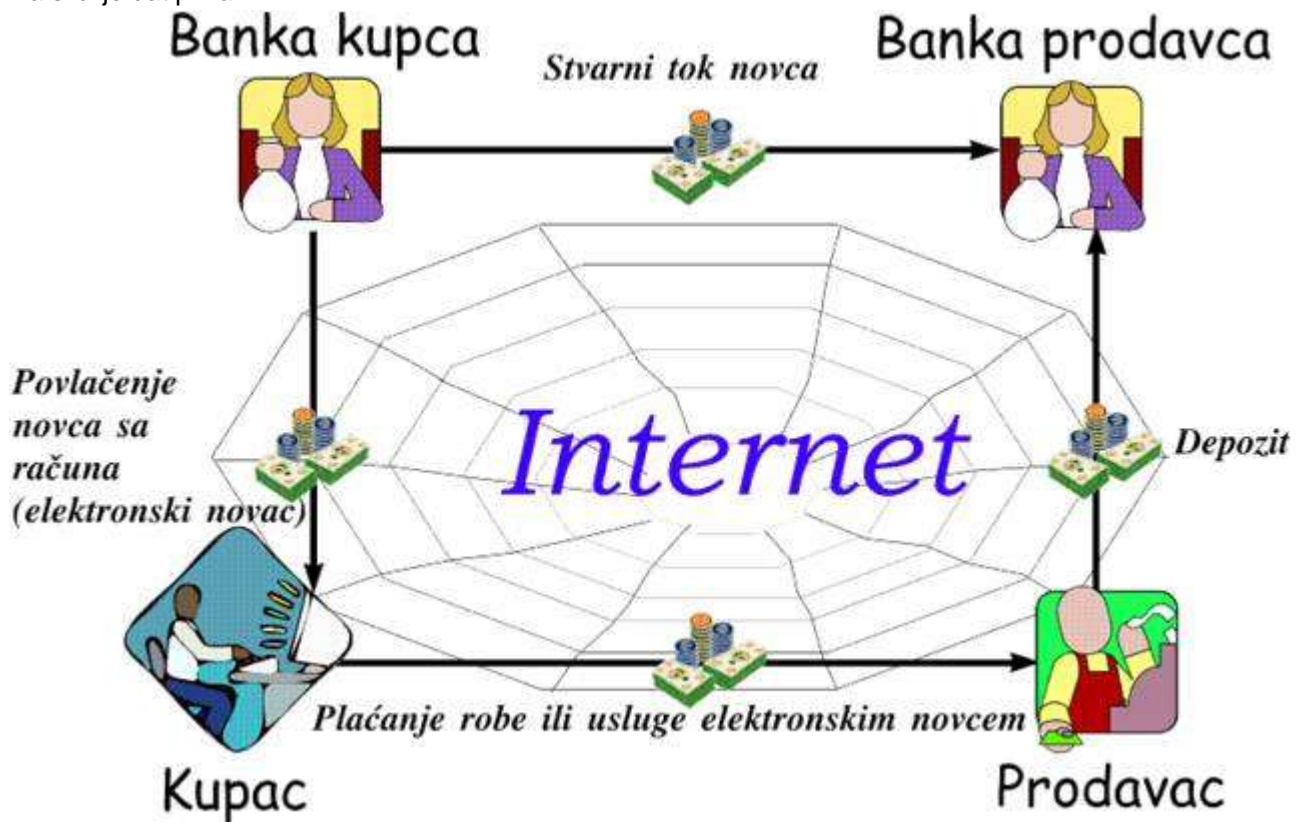 Banka kupca
Banka prodavca
Stvarni tok novca
Povlačenje
novca sa
računa
(elektronski novac)
Internet
Depozit
Plaćanje robe ili usluge elektronskim novcem
Kupac
Prodavac